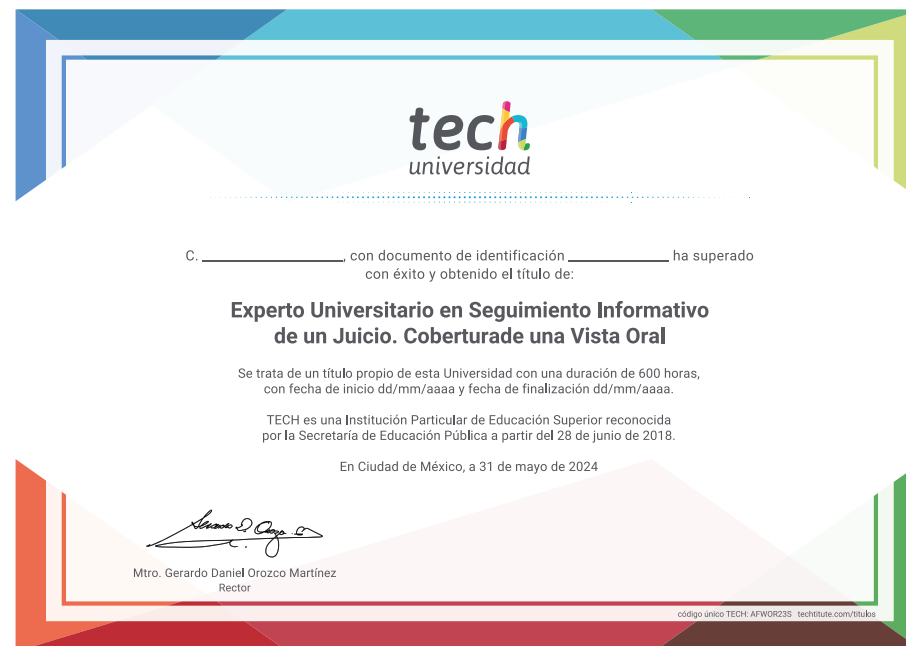 tech
universidad
C. ____________, con documento de identificación ____________ ha superado
con éxito y obtenido el título de:
Experto Universitario en Seguimiento Informativo
de un Juicio. Coberturade una Vista Oral
Se trata de un título propio de esta Universidad con una duración de 600 horas,
con fecha de inicio dd/mm/aaaa y fecha de finalización dd/mm/aaaa.
TECH es una Institución Particular de Educación Superior reconocida
por la Secretaría de Educación Pública a partir del 28 de junio de 2018.
En Ciudad de México, a 31 de mayo de 2024
Mtro. Gerardo Daniel Orozco Martínez
Rector
código único TECH: AFWOR23S techtitute.com/titulos